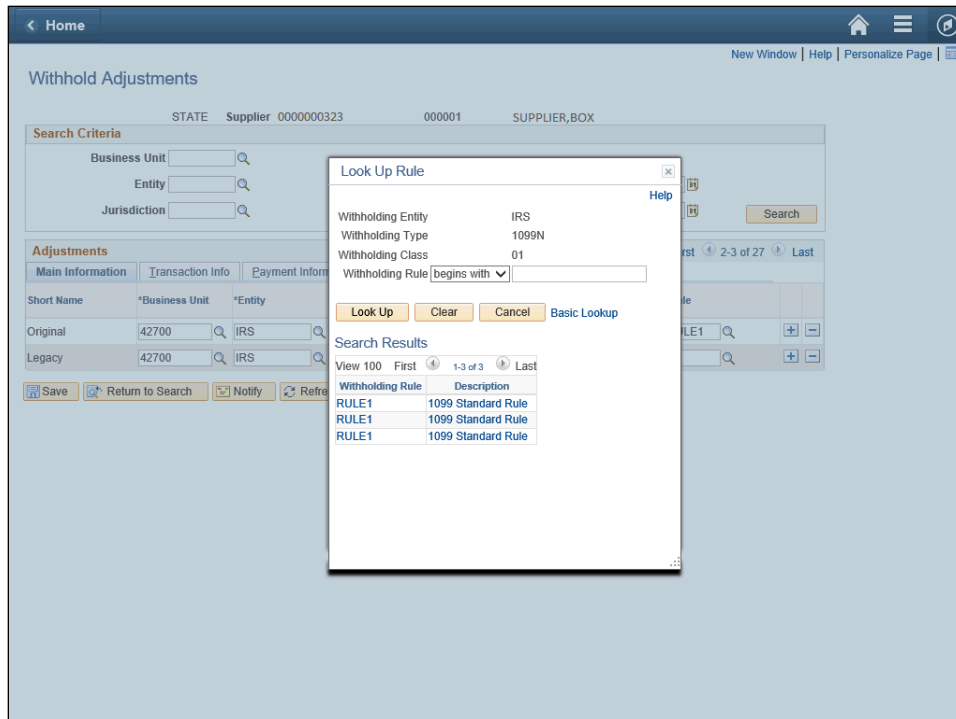 Home
New Window | Help | Personalize Page |
Withhold Adjustments
STATE Supplier 0000000323 000001 SUPPLIER,BOX
Search Criteria
Business Unit
Entity
Jurisdiction
Search
Adjustments
2-3 of 27 Last
Main Information Transaction Info Payment
Short Name *Business Unit *Entity
Original 42700 IRS
Legacy 42700 IRS
Save Return to Search Notify
Look Up Rule
Help
Withholding Entity IRS
Withholding Type 1099N
Withholding Class 01
Withholding Rule begins with
Look Up Clear Cancel Basic Lookup
Search Results
View 100 First 1-3 of 3 Last
Withholding Rule Description
RULE1 1099 Standard Rule
RULE1 1099 Standard Rule
RULE1 1099 Standard Rule